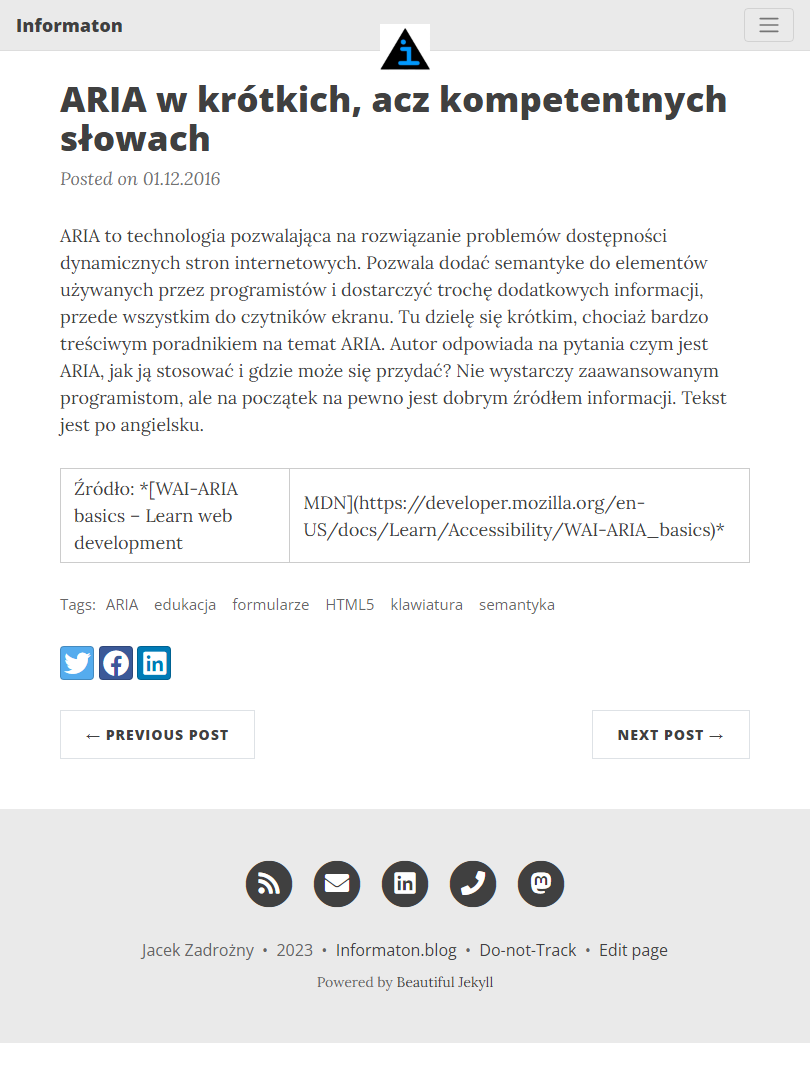 Informaton
i
ARIA w krótkich, acz kompetentnych
słowach
Posted on 01.12.2016
ARIA to technologia pozwalająca na rozwiązanie problemów dostępności
dynamicznych stron internetowych. Pozwala dodać semantyke do elementów
używanych przez programistów i dostarczyć trochę dodatkowych informacji,
przede wszystkim do czytników ekranu. Tu dzielę się krótkim, chociaż bardzo
treściwym poradnikiem na temat ARIA. Autor odpowiada na pytania czym jest
ARIA, jak ją stosować i gdzie może się przydać? Nie wystarczy zaawansowanym
programistom, ale na początek na pewno jest dobrym źródłem informacji. Tekst
jest po angielsku.
Źródło: *[WAI-ARIA
basics – Learn web
development
MDN](https://developer.mozilla.org/en-
US/docs/Learn/Accessibility/WAI-ARIA_basics)*
Tags: ARIA edukacja formularze HTML5 klawiatura semantyka
← PREVIOUS POST NEXT POST →
Jacek Zadrożny • 2023 • Informaton.blog • Do-not-Track • Edit page
Powered by Beautiful Jekyll